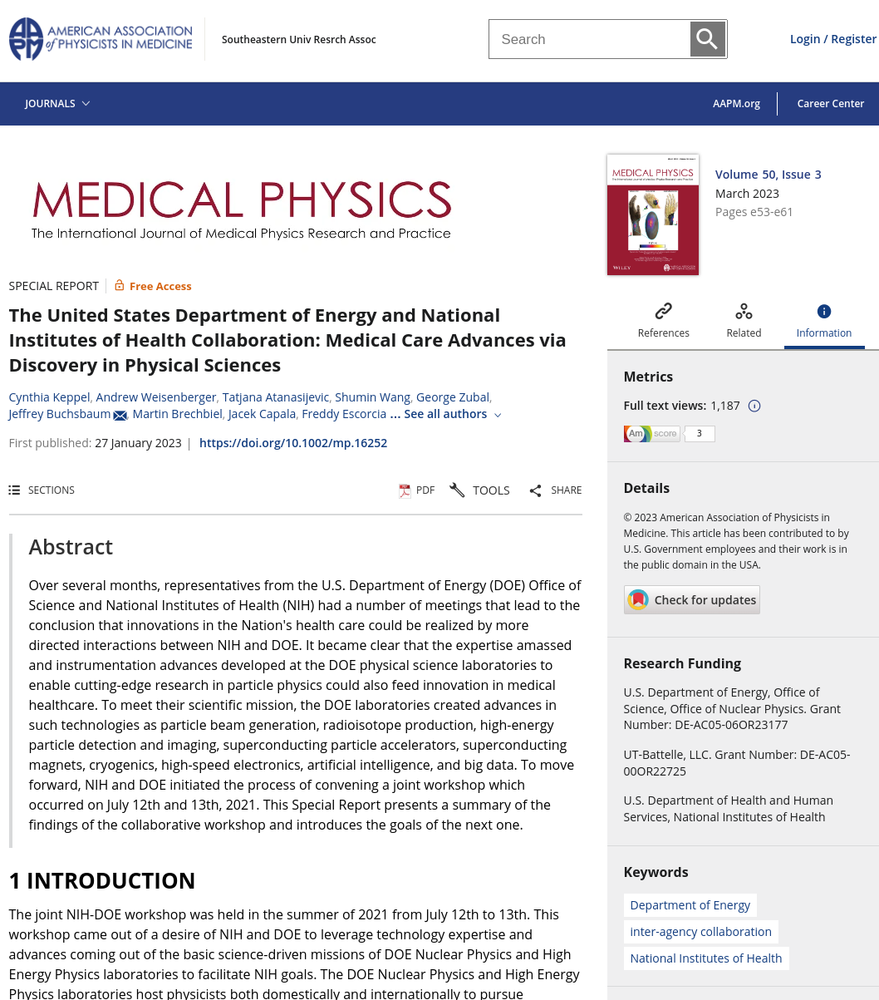 AMERICAN ASSOCIATION
of PHYSICISTS IN MEDICINE
Southeastern Univ Resrch Assoc
Search
Login / Register
JOURNALS
AAPM.org
Career Center
MEDICAL PHYSICS
The International Journal of Medical Physics Research and Practice
SPECIAL REPORT
Free Access
The United States Department of Energy and National
Institutes of Health Collaboration: Medical Care Advances via
Discovery in Physical Sciences
Cynthia Keppel, Andrew Weisenberger, Tatjana Atanasijevic, Shumin Wang, George Zubal,
Jeffrey Buchsbaum, Martin Brechbiel, Jacek Capala, Freddy Escorcia ... See all authors
First published: 27 January 2023 | https://doi.org/10.1002/mp.16252
SECTIONS
PDF
TOOLS
SHARE
Abstract
Over several months, representatives from the U.S. Department of Energy (DOE) Office of
Science and National Institutes of Health (NIH) had a number of meetings that lead to the
conclusion that innovations in the Nation's health care could be realized by more
directed interactions between NIH and DOE. It became clear that the expertise amassed
and instrumentation advances developed at the DOE physical science laboratories to
enable cutting-edge research in particle physics could also feed innovation in medical
healthcare. To meet their scientific mission, the DOE laboratories created advances in
such technologies as particle beam generation, radioisotope production, high-energy
particle detection and imaging, superconducting particle accelerators, superconducting
magnets, cryogenics, high-speed electronics, artificial intelligence, and big data. To move
forward, NIH and DOE initiated the process of convening a joint workshop which
occurred on July 12th and 13th, 2021. This Special Report presents a summary of the
findings of the collaborative workshop and introduces the goals of the next one.
1 INTRODUCTION
The joint NIH-DOE workshop was held in the summer of 2021 from July 12th to 13th. This
workshop came out of a desire of NIH and DOE to leverage technology expertise and
advances coming out of the basic science-driven missions of DOE Nuclear Physics and High
Energy Physics laboratories to facilitate NIH goals. The DOE Nuclear Physics and High Energy
Physics laboratories host physicists both domestically and internationally to pursue
MEDICAL PHYSICS
WILEY
Volume 50, Issue 3
March 2023
Pages e53-e61
References
Related
Information
Metrics
Full text views: 1,187
Am score 3
Details
© 2023 American Association of Physicists in
Medicine. This article has been contributed to by
U.S. Government employees and their work is in
the public domain in the USA.
Check for updates
Research Funding
U.S. Department of Energy, Office of
Science, Office of Nuclear Physics. Grant
Number: DE-AC05-06OR23177
UT-Battelle, LLC. Grant Number: DE-AC05-
00OR22725
U.S. Department of Health and Human
Services, National Institutes of Health
Keywords
Department of Energy
inter-agency collaboration
National Institutes of Health